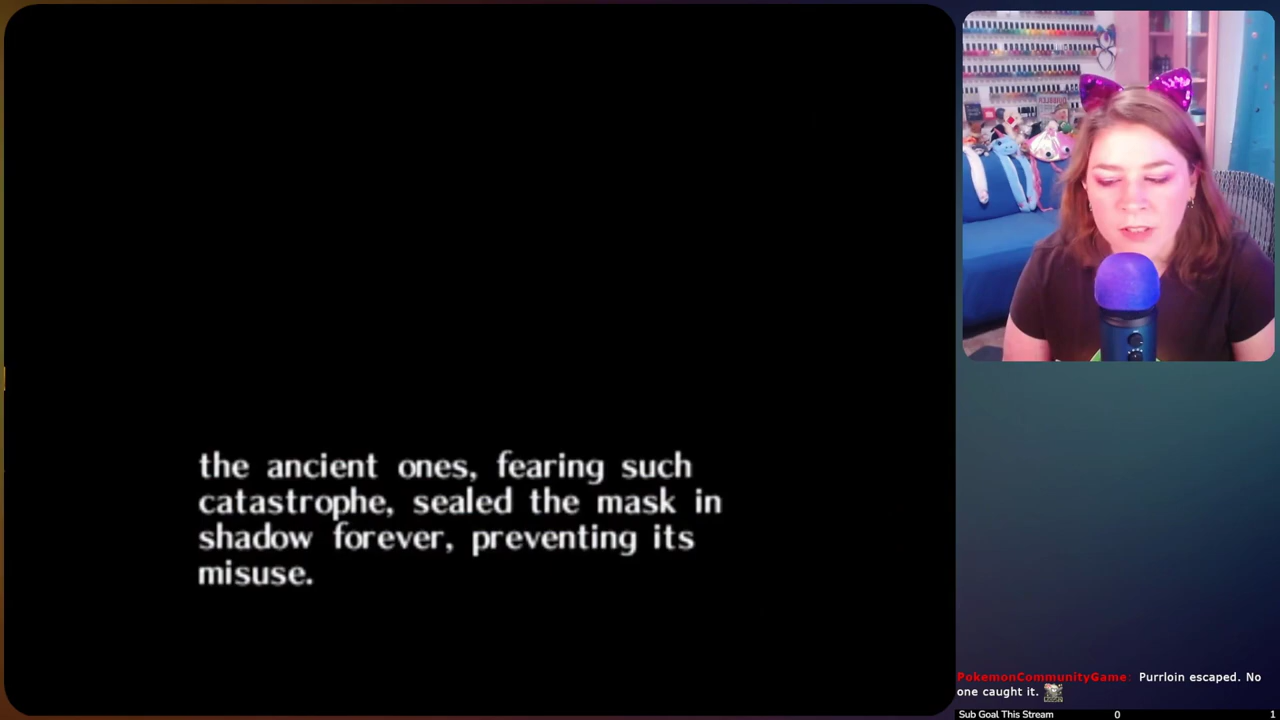 the ancient ones, fearing such
catastrophe, sealed the mask in
shadow forever, preventing its
misuse.
PokemonCommunityGame: Purrloin escaped. No
one caught it.
Sub Goal This Stream 0 1